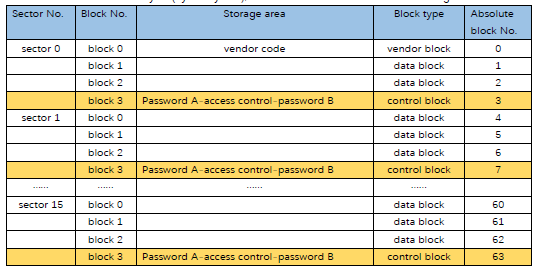 Sector No. Block No. Storage area Block type Absolute
block No.
sector 0 block 0 vendor code vendor block 0
block 1 data block 1
block 2 data block 2
block 3 Password A-access control-password B control block 3
sector 1 block 0 data block 4
block 1 data block 5
block 2 data block 6
block 3 Password A-access control-password B control block 7
...... ...... ...... ......
sector 15 block 0 data block 60
block 1 data block 61
block 2 data block 62
block 3 Password A-access control-password B control block 63